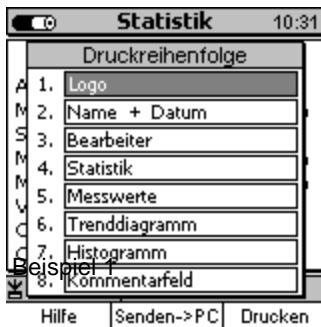 Statistik 10:31
Druckreihenfolge
1. Logo
2. Name + Datum
3. Bearbeiter
4. Statistik
5. Messwerte
6. Trenddiagramm
7. Histogramm
Beispiel 1
8. Kommentarfeld
Hilfe Senden->PC Drucken